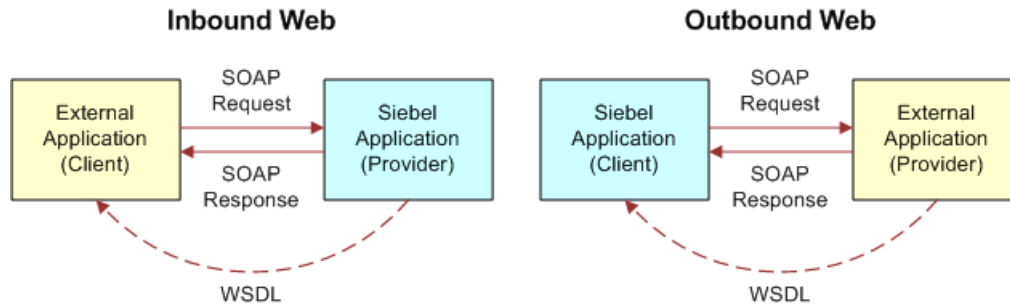 Inbound Web
External
Application
(Client)
SOAP
Request
SOAP
Response
Siebel
Application
(Provider)
WSDL
Outbound Web
Siebel
Application
(Client)
SOAP
Request
SOAP
Response
External
Application
(Provider)
WSDL